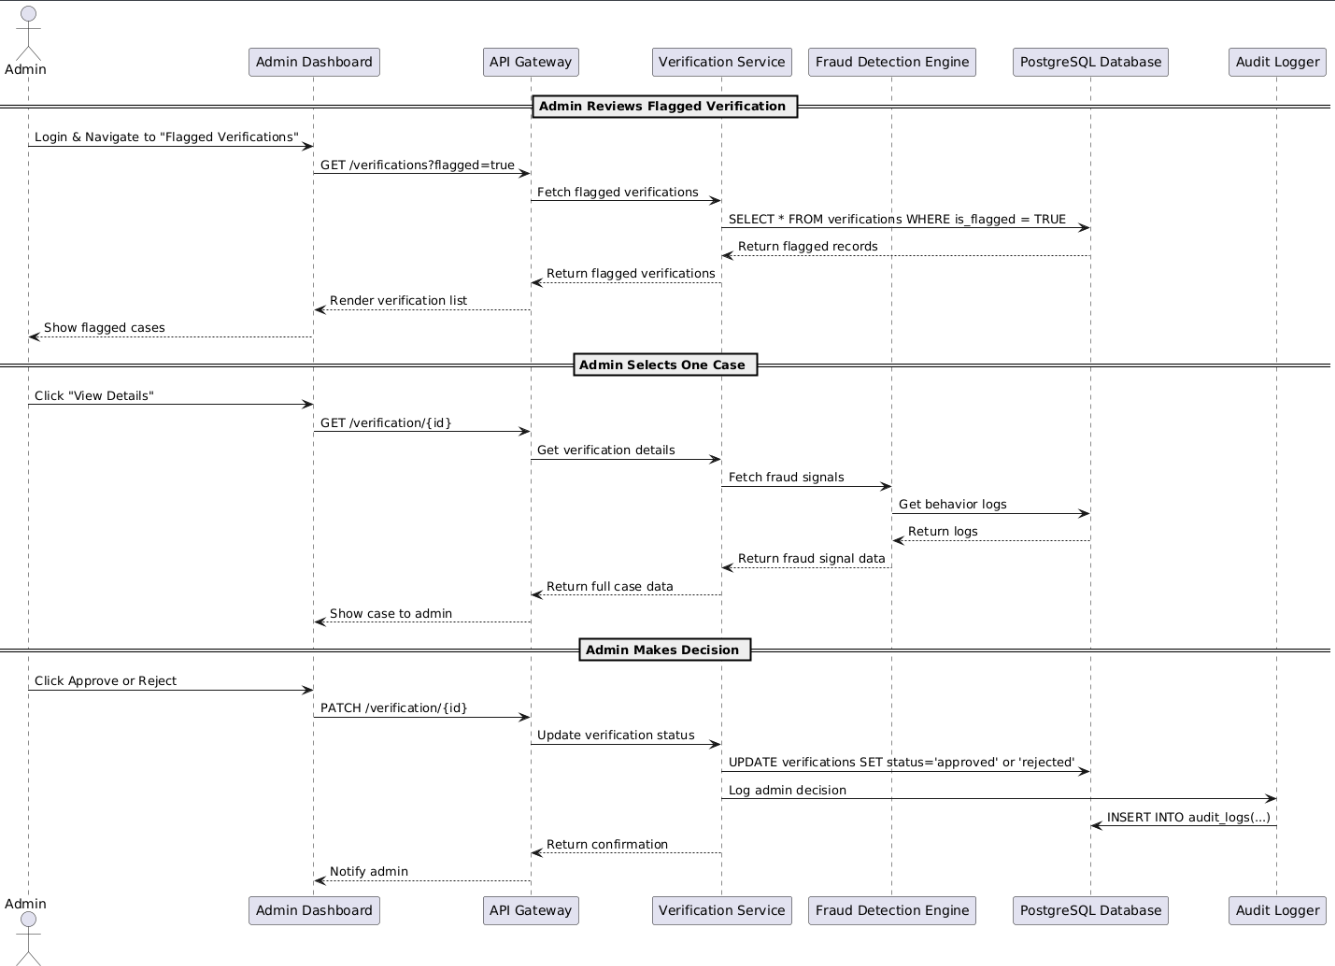 Admin
Admin Dashboard
API Gateway
Verification Service
Fraud Detection Engine
PostgreSQL Database
Audit Logger
Admin Reviews Flagged Verification
Login & Navigate to "Flagged Verifications"
GET /verifications?flagged=true
Fetch flagged verifications
SELECT * FROM verifications WHERE is_flagged = TRUE
Return flagged records
Return flagged verifications
Render verification list
Show flagged cases
Admin Selects One Case
Click "View Details"
GET /verification/{id}
Get verification details
Fetch fraud signals
Get behavior logs
Return logs
Return fraud signal data
Return full case data
Show case to admin
Admin Makes Decision
Click Approve or Reject
PATCH /verification/{id}
Update verification status
UPDATE verifications SET status='approved' or 'rejected'
Log admin decision
INSERT INTO audit_logs(...)
Return confirmation
Notify admin
Admin
Admin Dashboard
API Gateway
Verification Service
Fraud Detection Engine
PostgreSQL Database
Audit Logger